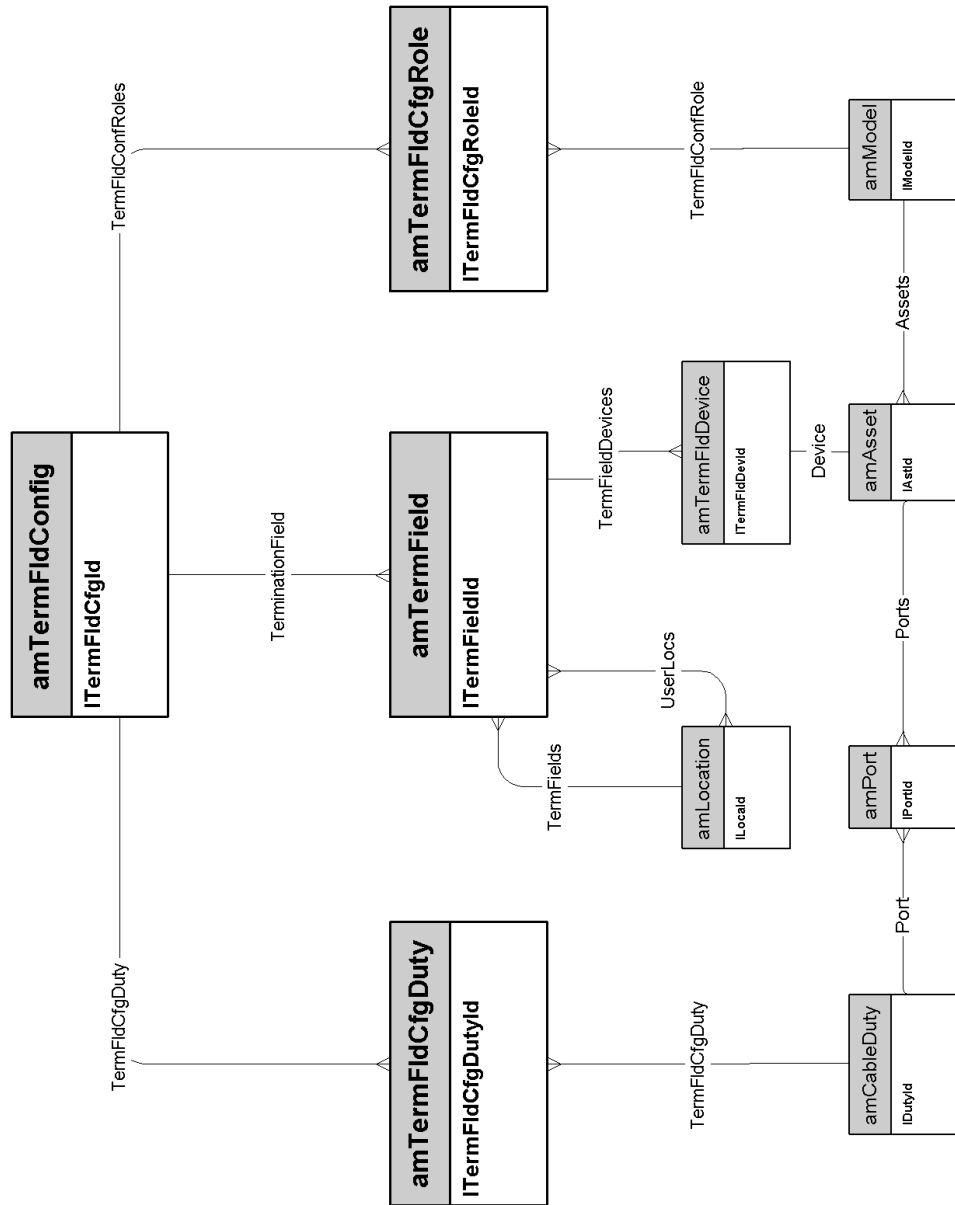 amTermFldConfig
lTermFldCfgId
TermFldCfgDuty
TerminationField
TermFldConfRoles
amTermFldCfgDuty
lTermFldCfgDutyId
amTermField
lTermFieldId
amTermFldCfgRole
lTermFldCfgRoleId
TermFields
UserLocs
TermFieldDevices
amLocation
lLocaId
amTermFldDevice
lTermFldDevId
TermFldCfgDuty
Device
TermFldConfRole
amCableDuty
lDutyId
Port
amPort
lPortId
Ports
amAsset
lAstId
Assets
amModel
lModelId